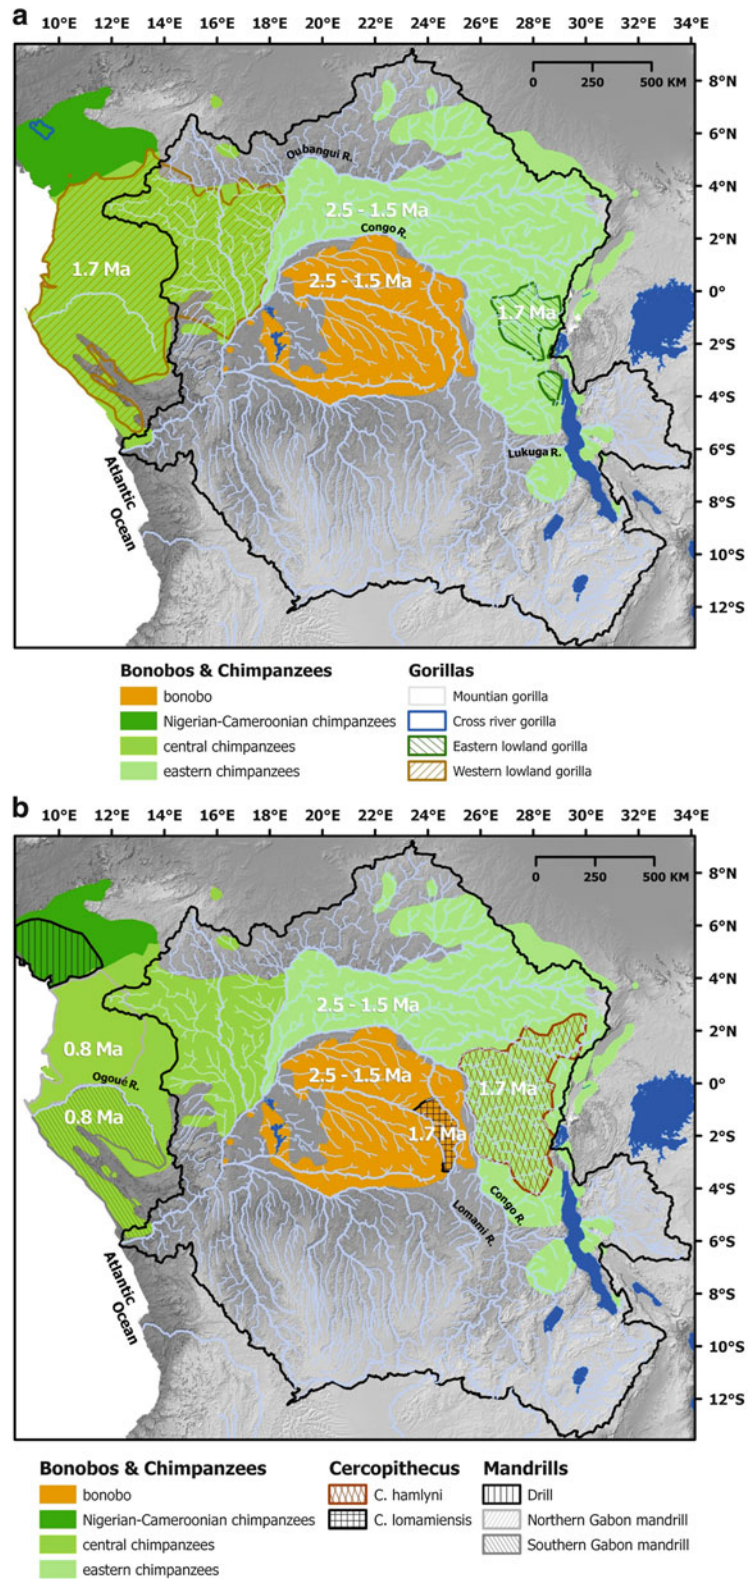 a
10°E 12°E 14°E 16°E 18°E 20°E 22°E 24°E 26°E 28°E 30°E 32°E 34°E
0 250 500 KM
8°N
6°N
Oubangui R.
4°N
2.5 - 1.5 Ma
Congo R.
2°N
1.7 Ma
2.5 - 1.5 Ma
0°
1.7 Ma
2°S
4°S
Lukuga R.
6°S
Atlantic
Ocean
8°S
10°S
12°S
Bonobos & Chimpanzees
bonobo
Nigerian-Cameroonian chimpanzees
central chimpanzees
eastern chimpanzees
Gorillas
Mountian gorilla
Cross river gorilla
Eastern lowland gorilla
Western lowland gorilla
b
10°E 12°E 14°E 16°E 18°E 20°E 22°E 24°E 26°E 28°E 30°E 32°E 34°E
0 250 500 KM
8°N
6°N
4°N
2.5 - 1.5 Ma
2°N
0.8 Ma
2.5 - 1.5 Ma
Ogoué R.
1.7 Ma
0°
0.8 Ma
1.7 Ma
2°S
4°S
Congo R.
Lomami R.
6°S
Atlantic
Ocean
8°S
10°S
12°S
Bonobos & Chimpanzees
bonobo
Nigerian-Cameroonian chimpanzees
central chimpanzees
eastern chimpanzees
Cercopithecus
C. hamlyni
C. lomamiensis
Mandrills
Drill
Northern Gabon mandrill
Southern Gabon mandrill